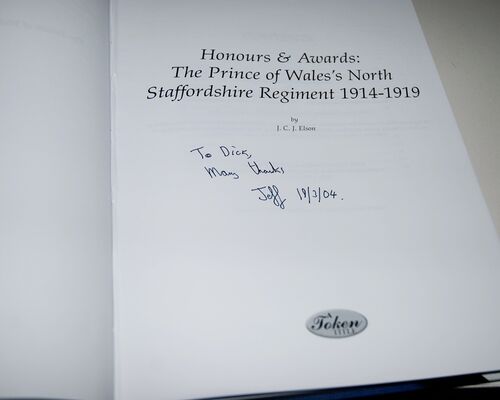 Honours & Awards:
The Prince of Wales's North
Staffordshire Regiment 1914-1919
by
J. C. J. Elson
To Dick,
Many thanks
Jeff 19/3/04.
A
Token
TITLE